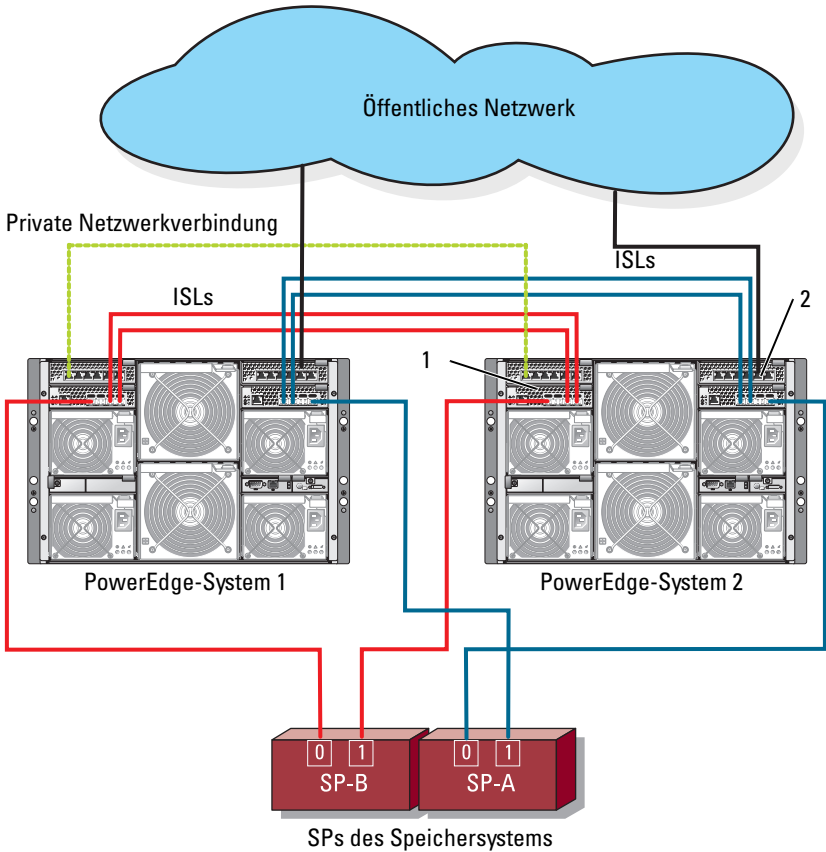 Öffentliches Netzwerk
Private Netzwerkverbindung
ISLs
ISLs
2
1
PowerEdge-System 1
PowerEdge-System 2
0 1
0 1
SP-B
SP-A
SPs des Speichersystems